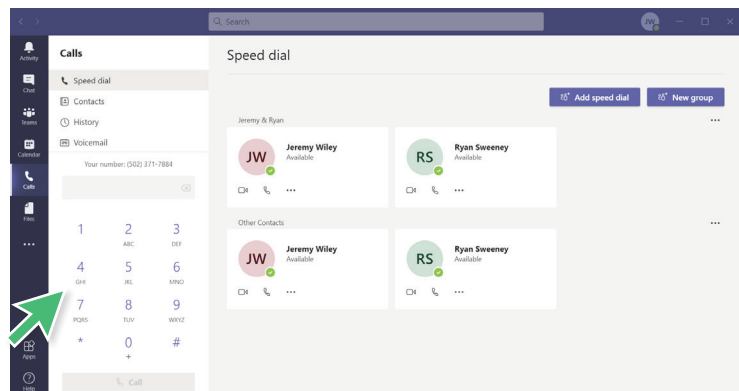 Search
JW
Activity
Chat
Teams
Calendar
Calls
Files
Apps
Help
Calls
Speed dial
Contacts
History
Voicemail
Your number: (502) 371-7884
1 2 3
ABC DEF
4 5 6
GHI JKL MNO
7 8 9
PQRS TUV WXYZ
* 0 #
+
Call
Speed dial
Add speed dial New group
Jeremy & Ryan
JW
Jeremy Wiley
Available
RS
Ryan Sweeney
Available
Other Contacts
JW
Jeremy Wiley
Available
RS
Ryan Sweeney
Available